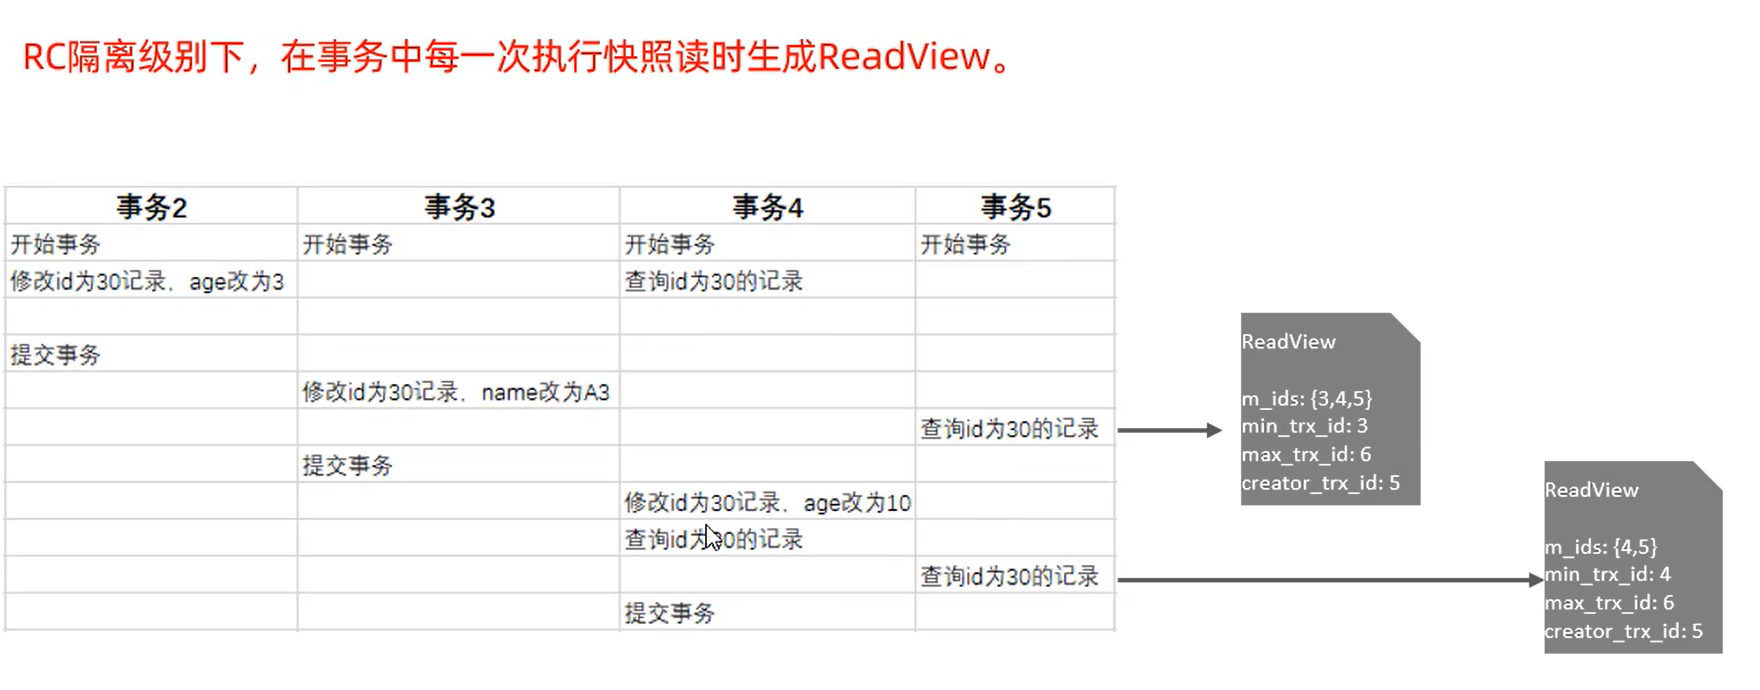 RC隔离级别下，在事务中每一次执行快照读时生成ReadView。
事务2 事务3 事务4 事务5
开始事务 开始事务 开始事务 开始事务
修改id为30记录，age改为3 查询id为30的记录
提交事务
修改id为30记录，name改为A3
查询id为30的记录
提交事务
修改id为30记录，age改为10
查询id为30的记录
查询id为30的记录
提交事务
ReadView
m_ids: {3,4,5}
min_trx_id: 3
max_trx_id: 6
creator_trx_id: 5
ReadView
m_ids: {4,5}
min_trx_id: 4
max_trx_id: 6
creator_trx_id: 5